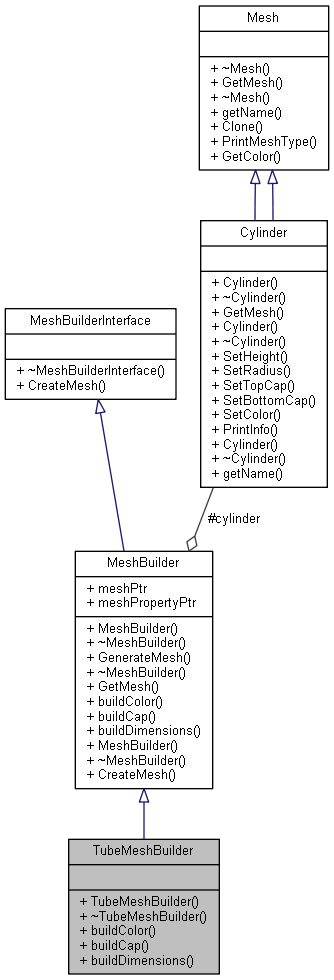 Mesh
+ ~Mesh()
+ GetMesh()
+ ~Mesh()
+ getName()
+ Clone()
+ PrintMeshType()
+ GetColor()
Cylinder
+ Cylinder()
+ ~Cylinder()
+ GetMesh()
+ Cylinder()
+ ~Cylinder()
+ SetHeight()
+ SetRadius()
+ SetTopCap()
+ SetBottomCap()
+ SetColor()
+ PrintInfo()
+ Cylinder()
+ ~Cylinder()
+ getName()
MeshBuilderInterface
+ ~MeshBuilderInterface()
+ CreateMesh()
#cylinder
MeshBuilder
+ meshPtr
+ meshPropertyPtr
+ MeshBuilder()
+ ~MeshBuilder()
+ GenerateMesh()
+ ~MeshBuilder()
+ GetMesh()
+ buildColor()
+ buildCap()
+ buildDimensions()
+ MeshBuilder()
+ ~MeshBuilder()
+ CreateMesh()
TubeMeshBuilder
+ TubeMeshBuilder()
+ ~TubeMeshBuilder()
+ buildColor()
+ buildCap()
+ buildDimensions()